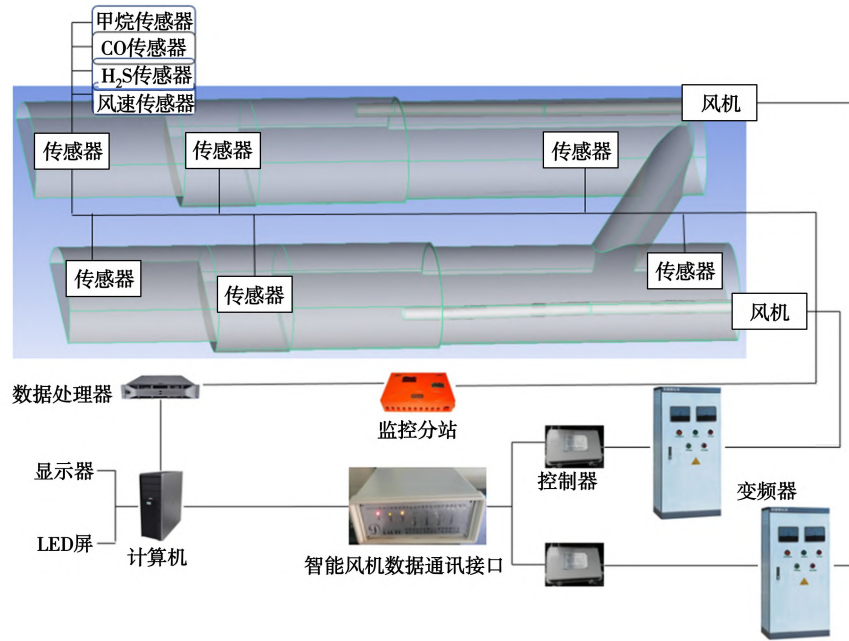 甲烷传感器
CO传感器
H₂S传感器
风速传感器
风机
传感器
传感器
传感器
传感器
传感器
传感器
风机
数据处理器
监控分站
显示器
控制器
变频器
LED屏
计算机
智能风机数据通讯接口